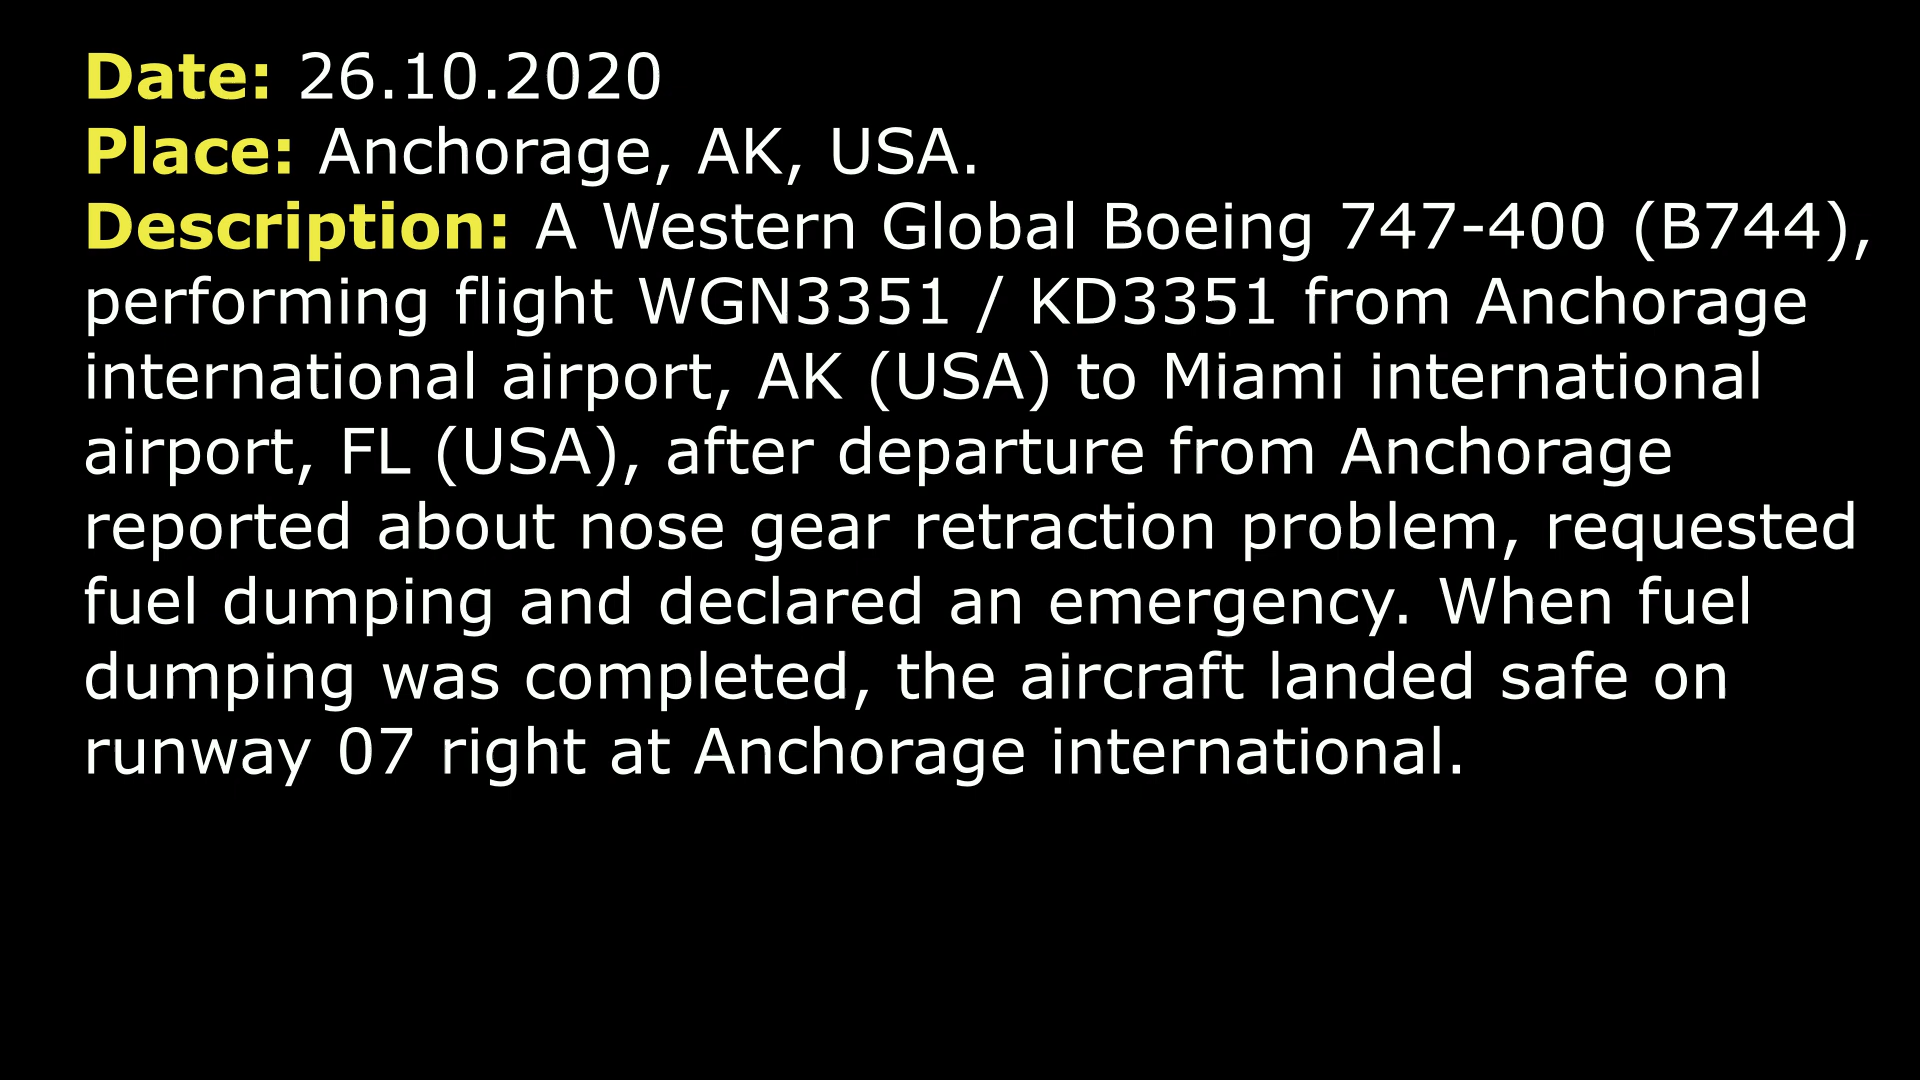 Date: 26.10.2020
Place: Anchorage, AK, USA.
Description: A Western Global Boeing 747-400 (B744),
performing flight WGN3351 / KD3351 from Anchorage
international airport, AK (USA) to Miami international
airport, FL (USA), after departure from Anchorage
reported about nose gear retraction problem, requested
fuel dumping and declared an emergency. When fuel
dumping was completed, the aircraft landed safe on
runway 07 right at Anchorage international.